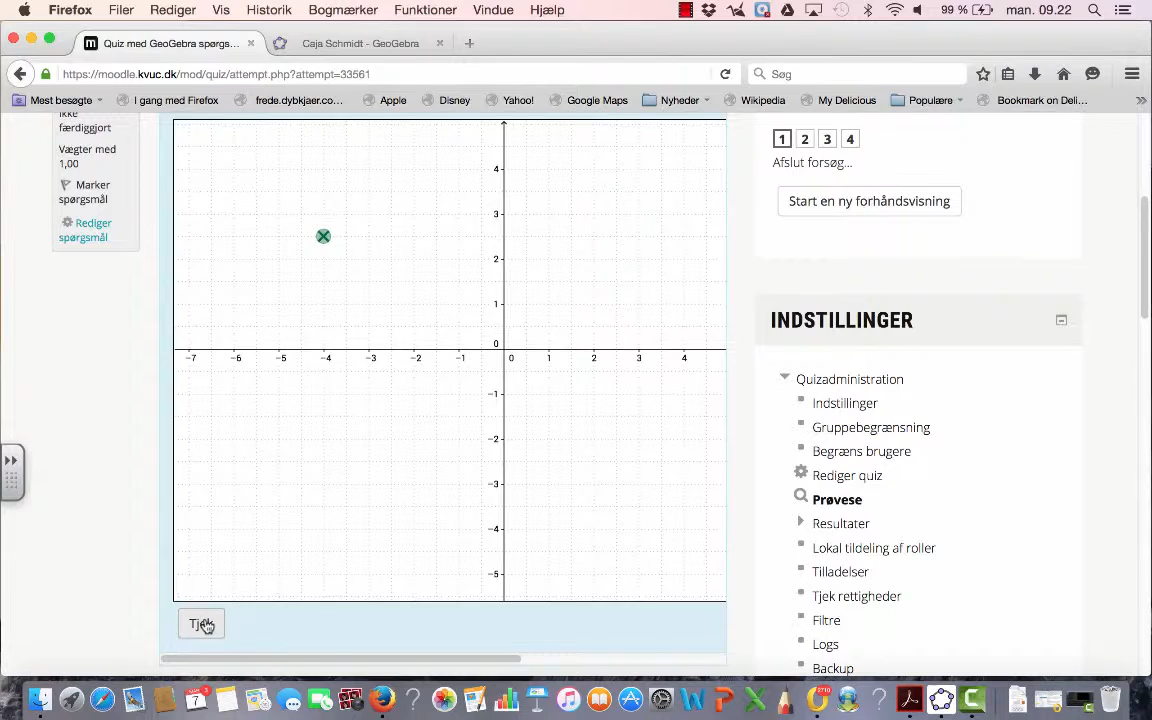 Firefox Filer Rediger Vis Historik Bogmærker Funktioner Vindue Hjælp 99 % man. 09.22
Quiz med GeoGebra spørgs... Caja Schmidt - GeoGebra
https://moodle.kvuc.dk/mod/quiz/attempt.php?attempt=33561 Søg
Mest besøgte I gang med Firefox frede.dybkjaer.co... Apple Disney Yahoo! Google Maps Nyheder Wikipedia My Delicious Populære Bookmark on Deli...
ikke
færdiggjort
Vægter med
1,00
Marker
spørgsmål
Rediger
spørgsmål
4
3
2
1
0
-7 -6 -5 -4 -3 -2 -1 0 1 2 3 4
-1
-2
-3
-4
-5
Tjek
1 2 3 4
Afslut forsøg...
Start en ny forhåndsvisning
INDSTILLINGER
Quizadministration
Indstillinger
Gruppebegrænsning
Begræns brugere
Rediger quiz
Prøvese
Resultater
Lokal tildeling af roller
Tilladelser
Tjek rettigheder
Filtre
Logs
Backup